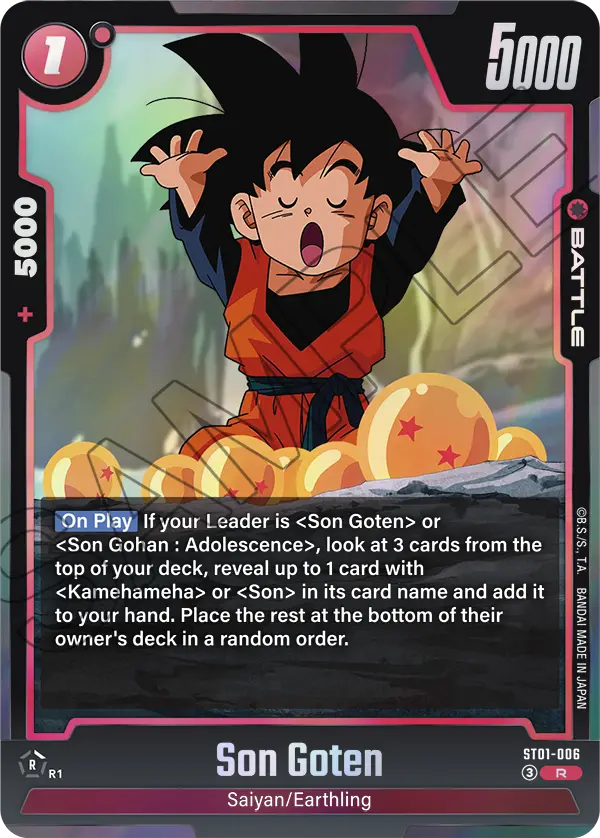 1
5000
+ 5000
BATTLE
SAMPLE
On Play If your Leader is <Son Goten> or
<Son Gohan : Adolescence>, look at 3 cards from the
top of your deck, reveal up to 1 card with
<Kamehameha> or <Son> in its card name and add it
to your hand. Place the rest at the bottom of their
owner's deck in a random order.
©B.S./S., T.A. BANDAI MADE IN JAPAN
Son Goten
ST01-006
R
R1
3 R
Saiyan/Earthling